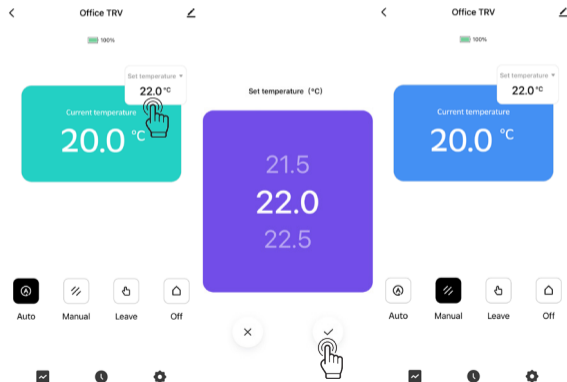 Office TRV
100%
Set temperature
22.0 °C
Current temperature
20.0 °C
Auto Manual Leave Off
Set temperature (°C)
21.5
22.0
22.5
Office TRV
100%
Set temperature
22.0 °C
Current temperature
20.0 °C
Auto Manual Leave Off